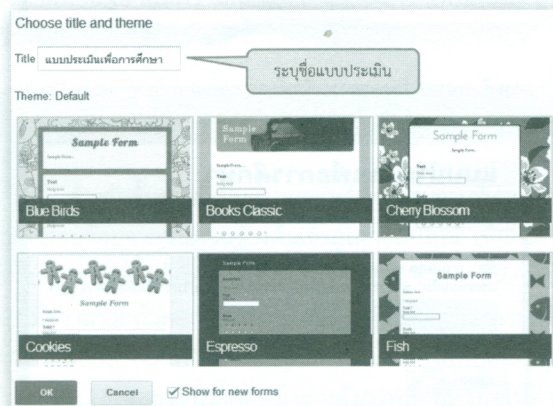 Choose title and theme
Title แบบประเมินเพื่อการศึกษา
ระบุชื่อแบบประเมิน
Theme: Default
Sample Form
Blue Birds
Sample Form
Books Classic
Sample Form
Cherry Blossom
Sample Form
Cookies
Sample Form
Espresso
Sample Form
Fish
OK Cancel Show for new forms